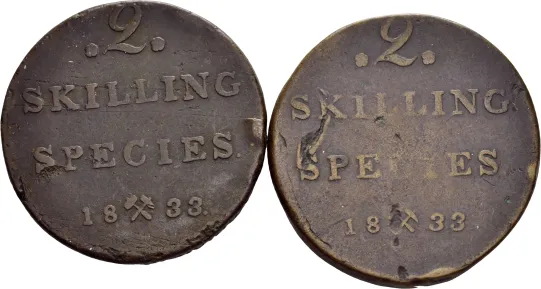 .2.
SKILLING
SPECIES.
18⚒33.
.2.
SKILLING.
SPECIES.
18⚒33